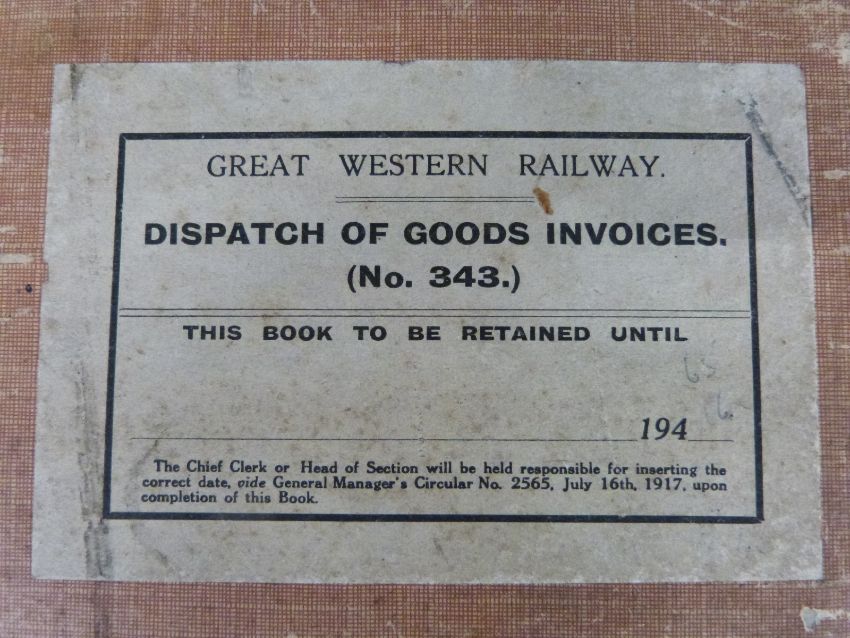 GREAT WESTERN RAILWAY.
DISPATCH OF GOODS INVOICES.
(No. 343.)
THIS BOOK TO BE RETAINED UNTIL
194
The Chief Clerk or Head of Section will be held responsible for inserting the
correct date, vide General Manager's Circular No. 2565, July 16th, 1917, upon
completion of this Book.